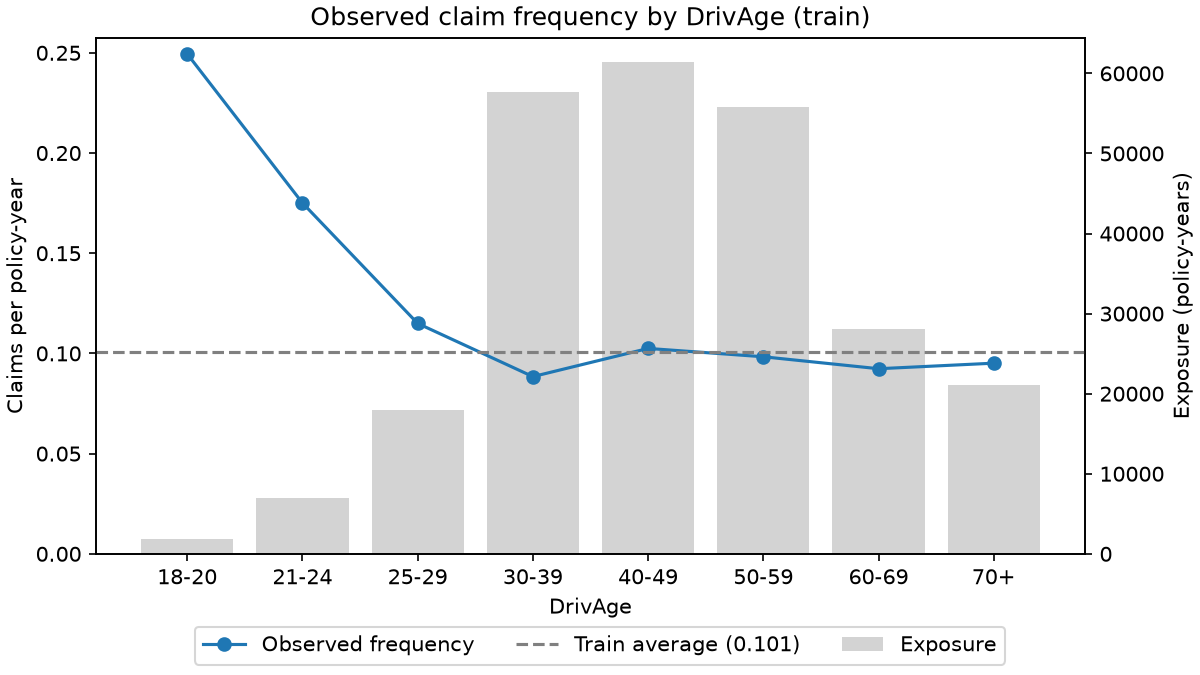 Observed claim frequency by DrivAge (train)
Claims per policy-year
0.25
0.20
0.15
0.10
0.05
0.00
60000
50000
40000
30000
20000
10000
0
Exposure (policy-years)
18-20 21-24 25-29 30-39 40-49 50-59 60-69 70+
DrivAge
Observed frequency Train average (0.101) Exposure